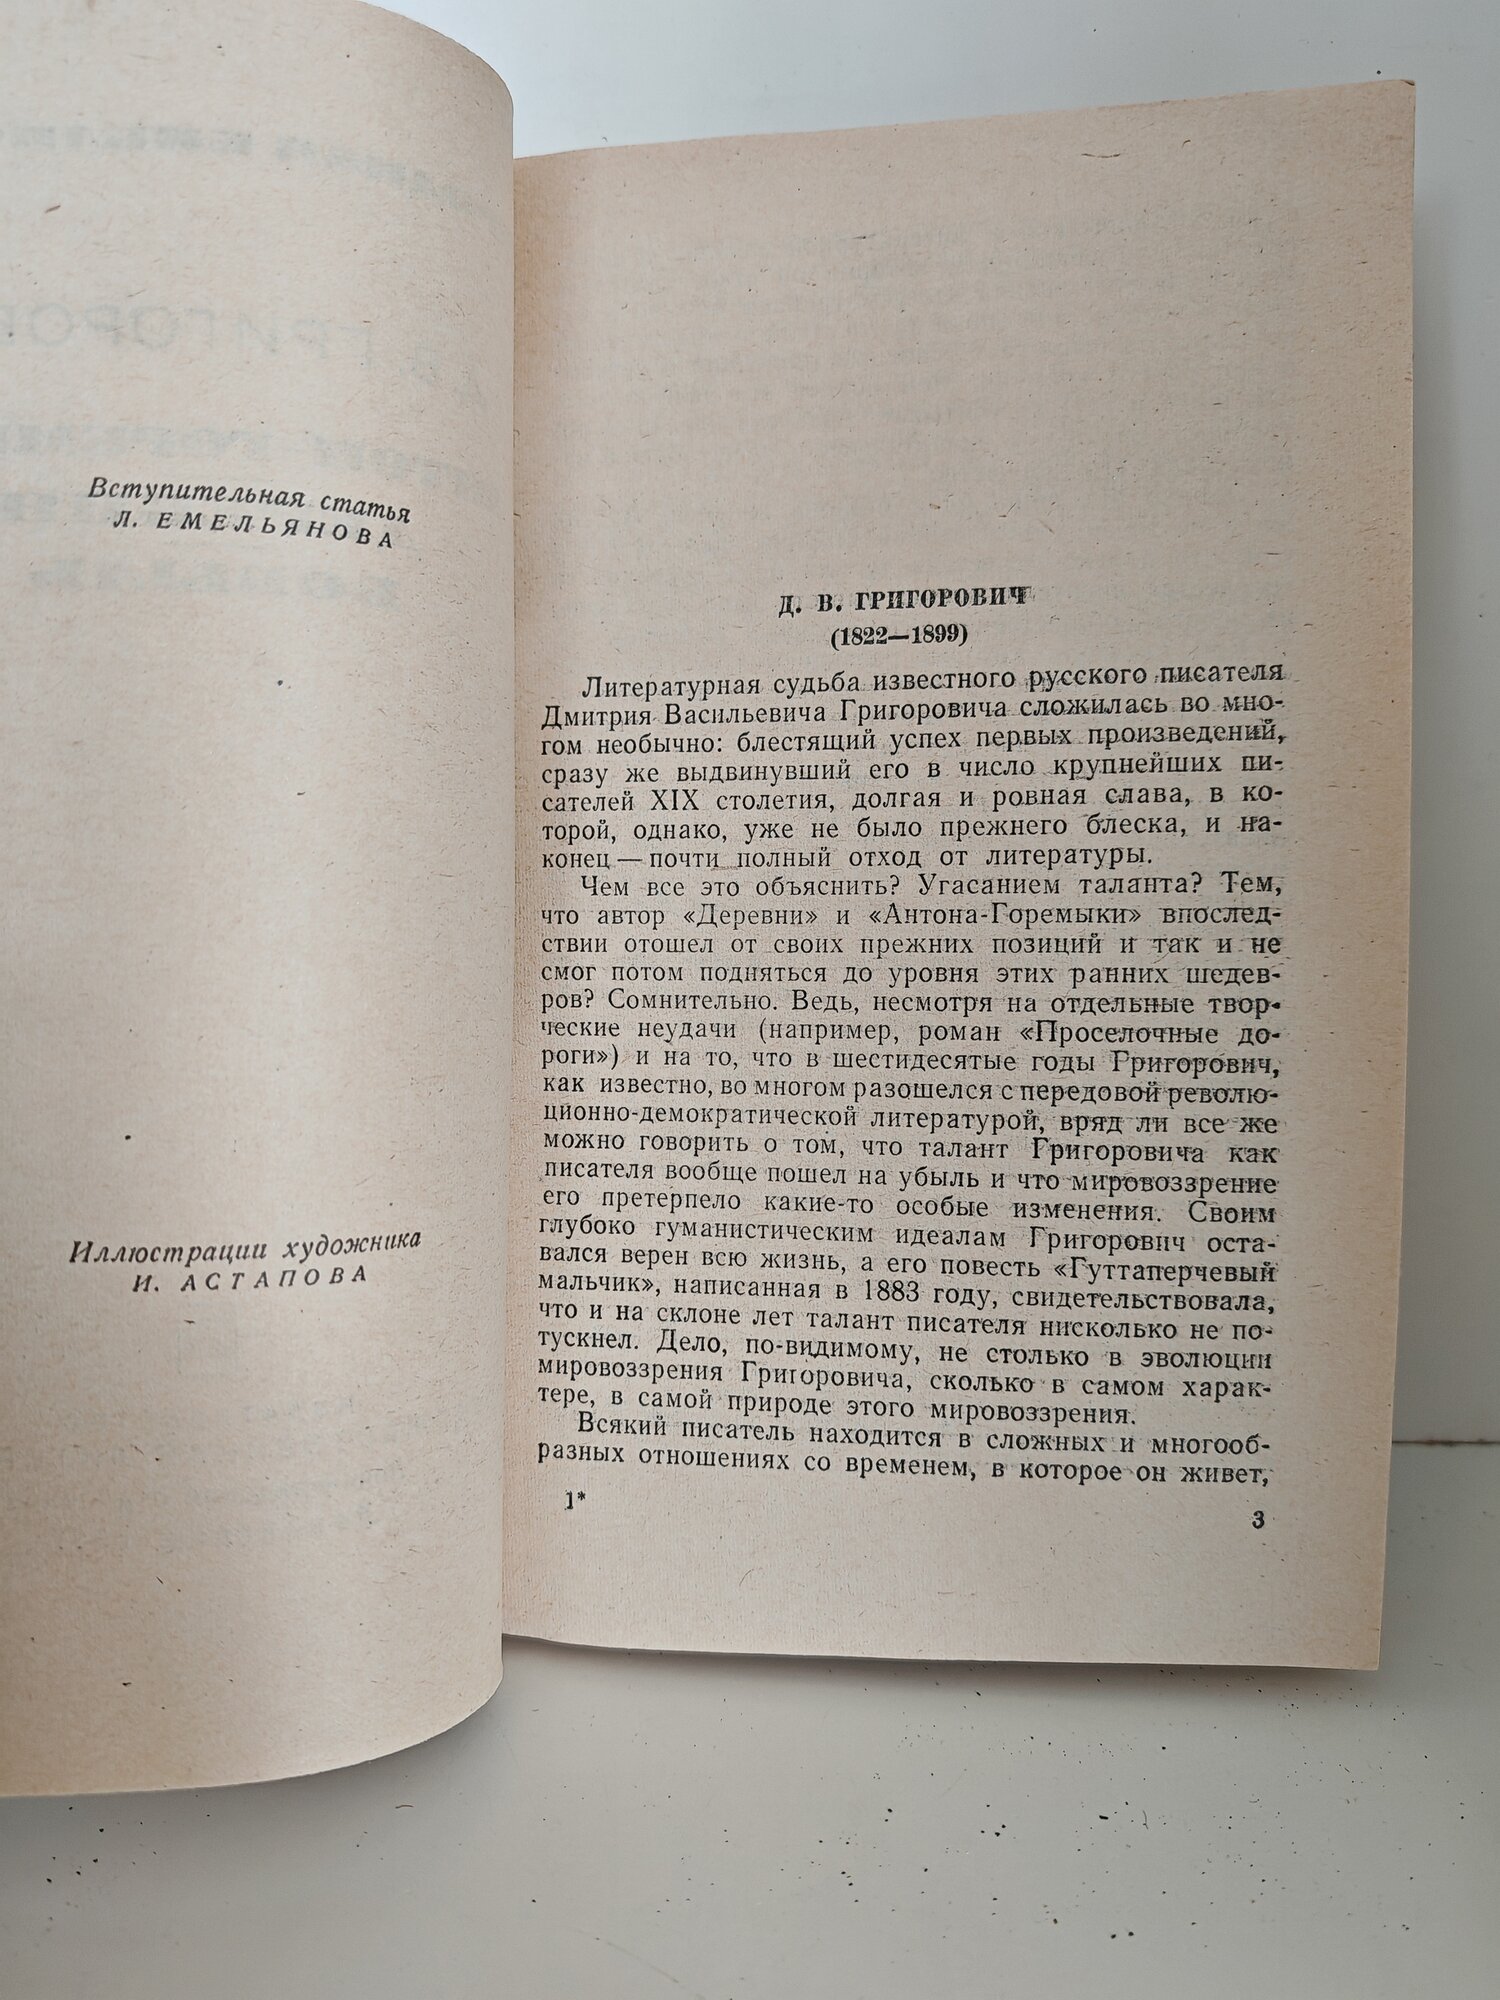 Вступительная статья
Л. ЕМЕЛЬЯНОВА
Иллюстрации художника
И. АСТАПОВА
Д. В. ГРИГОРОВИЧ
(1822—1899)
Литературная судьба известного русского писателя
Дмитрия Васильевича Григоровича сложилась во мно-
гом необычно: блестящий успех первых произведений,
сразу же выдвинувший его в число крупнейших пи-
сателей XIX столетия, долгая и ровная слава, в ко-
торой, однако, уже не было прежнего блеска, и на-
конец — почти полный отход от литературы.
Чем все это объяснить? Угасанием таланта? Тем,
что автор «Деревни» и «Антона-Горемыки» впослед-
ствии отошел от своих прежних позиций и так и не
смог потом подняться до уровня этих ранних шедев-
ров? Сомнительно. Ведь, несмотря на отдельные твор-
ческие неудачи (например, роман «Проселочные до-
роги») и на то, что в шестидесятые годы Григорович,
как известно, во многом разошелся с передовой револю-
ционно-демократической литературой, вряд ли все же
можно говорить о том, что талант Григоровича как
писателя вообще пошел на убыль и что мировоззрение
его претерпело какие-то особые изменения. Своим
глубоко гуманистическим идеалам Григорович оста-
вался верен всю жизнь, а его повесть «Гуттаперчевый
мальчик», написанная в 1883 году, свидетельствовала,
что и на склоне лет талант писателя нисколько не по-
тускнел. Дело, по-видимому, не столько в эволюции
мировоззрения Григоровича, сколько в самом харак-
тере, в самой природе этого мировоззрения.
Всякий писатель находится в сложных и многооб-
разных отношениях со временем, в которое он живет,
1*
3